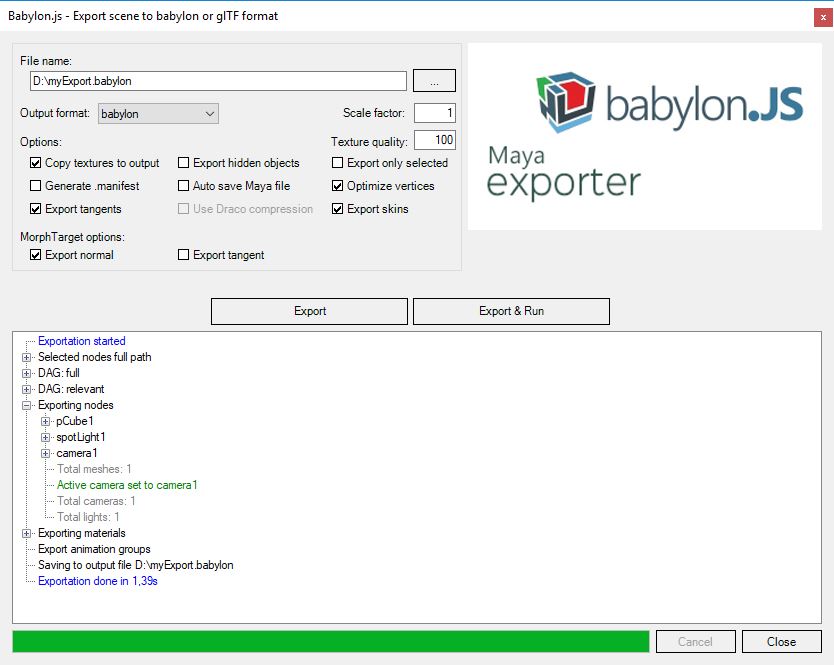 Babylon.js - Export scene to babylon or glTF format
x
File name:
D:\myExport.babylon
...
Output format:
babylon
Scale factor:
1
Options:
Texture quality:
100
Copy textures to output
Export hidden objects
Export only selected
Generate .manifest
Auto save Maya file
Optimize vertices
Export tangents
Use Draco compression
Export skins
MorphTarget options:
Export normal
Export tangent
babylon.JS
Maya
exporter
Export
Export & Run
Exportation started
Selected nodes full path
DAG: full
DAG: relevant
Exporting nodes
pCube1
spotLight1
camera1
Total meshes: 1
Active camera set to camera1
Total cameras: 1
Total lights: 1
Exporting materials
Export animation groups
Saving to output file D:\myExport.babylon
Exportation done in 1,39s
Cancel
Close